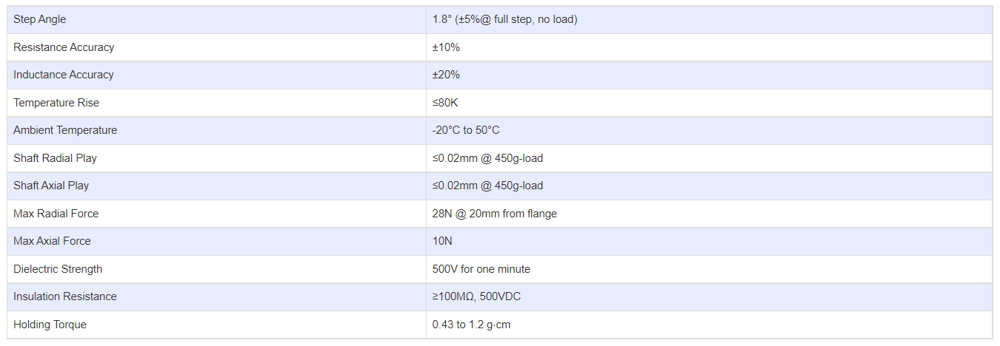 Step Angle 1.8° (±5%@ full step, no load)
Resistance Accuracy ±10%
Inductance Accuracy ±20%
Temperature Rise ≤80K
Ambient Temperature -20°C to 50°C
Shaft Radial Play ≤0.02mm @ 450g-load
Shaft Axial Play ≤0.02mm @ 450g-load
Max Radial Force 28N @ 20mm from flange
Max Axial Force 10N
Dielectric Strength 500V for one minute
Insulation Resistance ≥100MΩ, 500VDC
Holding Torque 0.43 to 1.2 g·cm